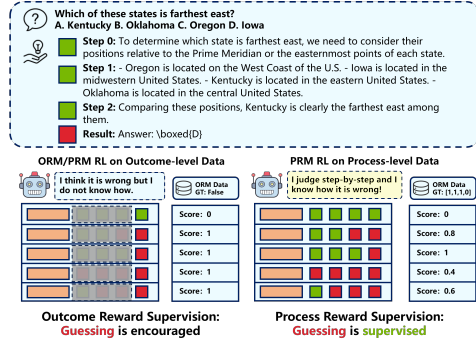 Which of these states is farthest east?
A. Kentucky B. Oklahoma C. Oregon D. Iowa
Step 0: To determine which state is farthest east, we need to consider their
positions relative to the Prime Meridian or the easternmost points of each state.
Step 1: - Oregon is located on the West Coast of the U.S. - Iowa is located in the
midwestern United States. - Kentucky is located in the eastern United States. -
Oklahoma is located in the central United States.
Step 2: Comparing these positions, Kentucky is clearly the farthest east among
them.
Result: Answer: \boxed{D}
ORM/PRM RL on Outcome-level Data
I think it is wrong but I
do not know how.
ORM Data
GT: False
Score: 0
Score: 1
Score: 1
Score: 1
Score: 1
Outcome Reward Supervision:
Guessing is encouraged
PRM RL on Process-level Data
I judge step-by-step and I
know how it is wrong!
ORM Data
GT: [1,1,1,0]
Score: 0
Score: 0.8
Score: 1
Score: 0.4
Score: 0.6
Process Reward Supervision:
Guessing is supervised